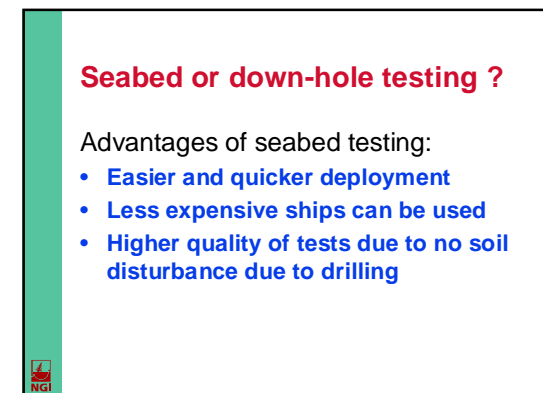 Seabed or down-hole testing ?
Advantages of seabed testing:
• Easier and quicker deployment
• Less expensive ships can be used
• Higher quality of tests due to no soil
disturbance due to drilling
NGI